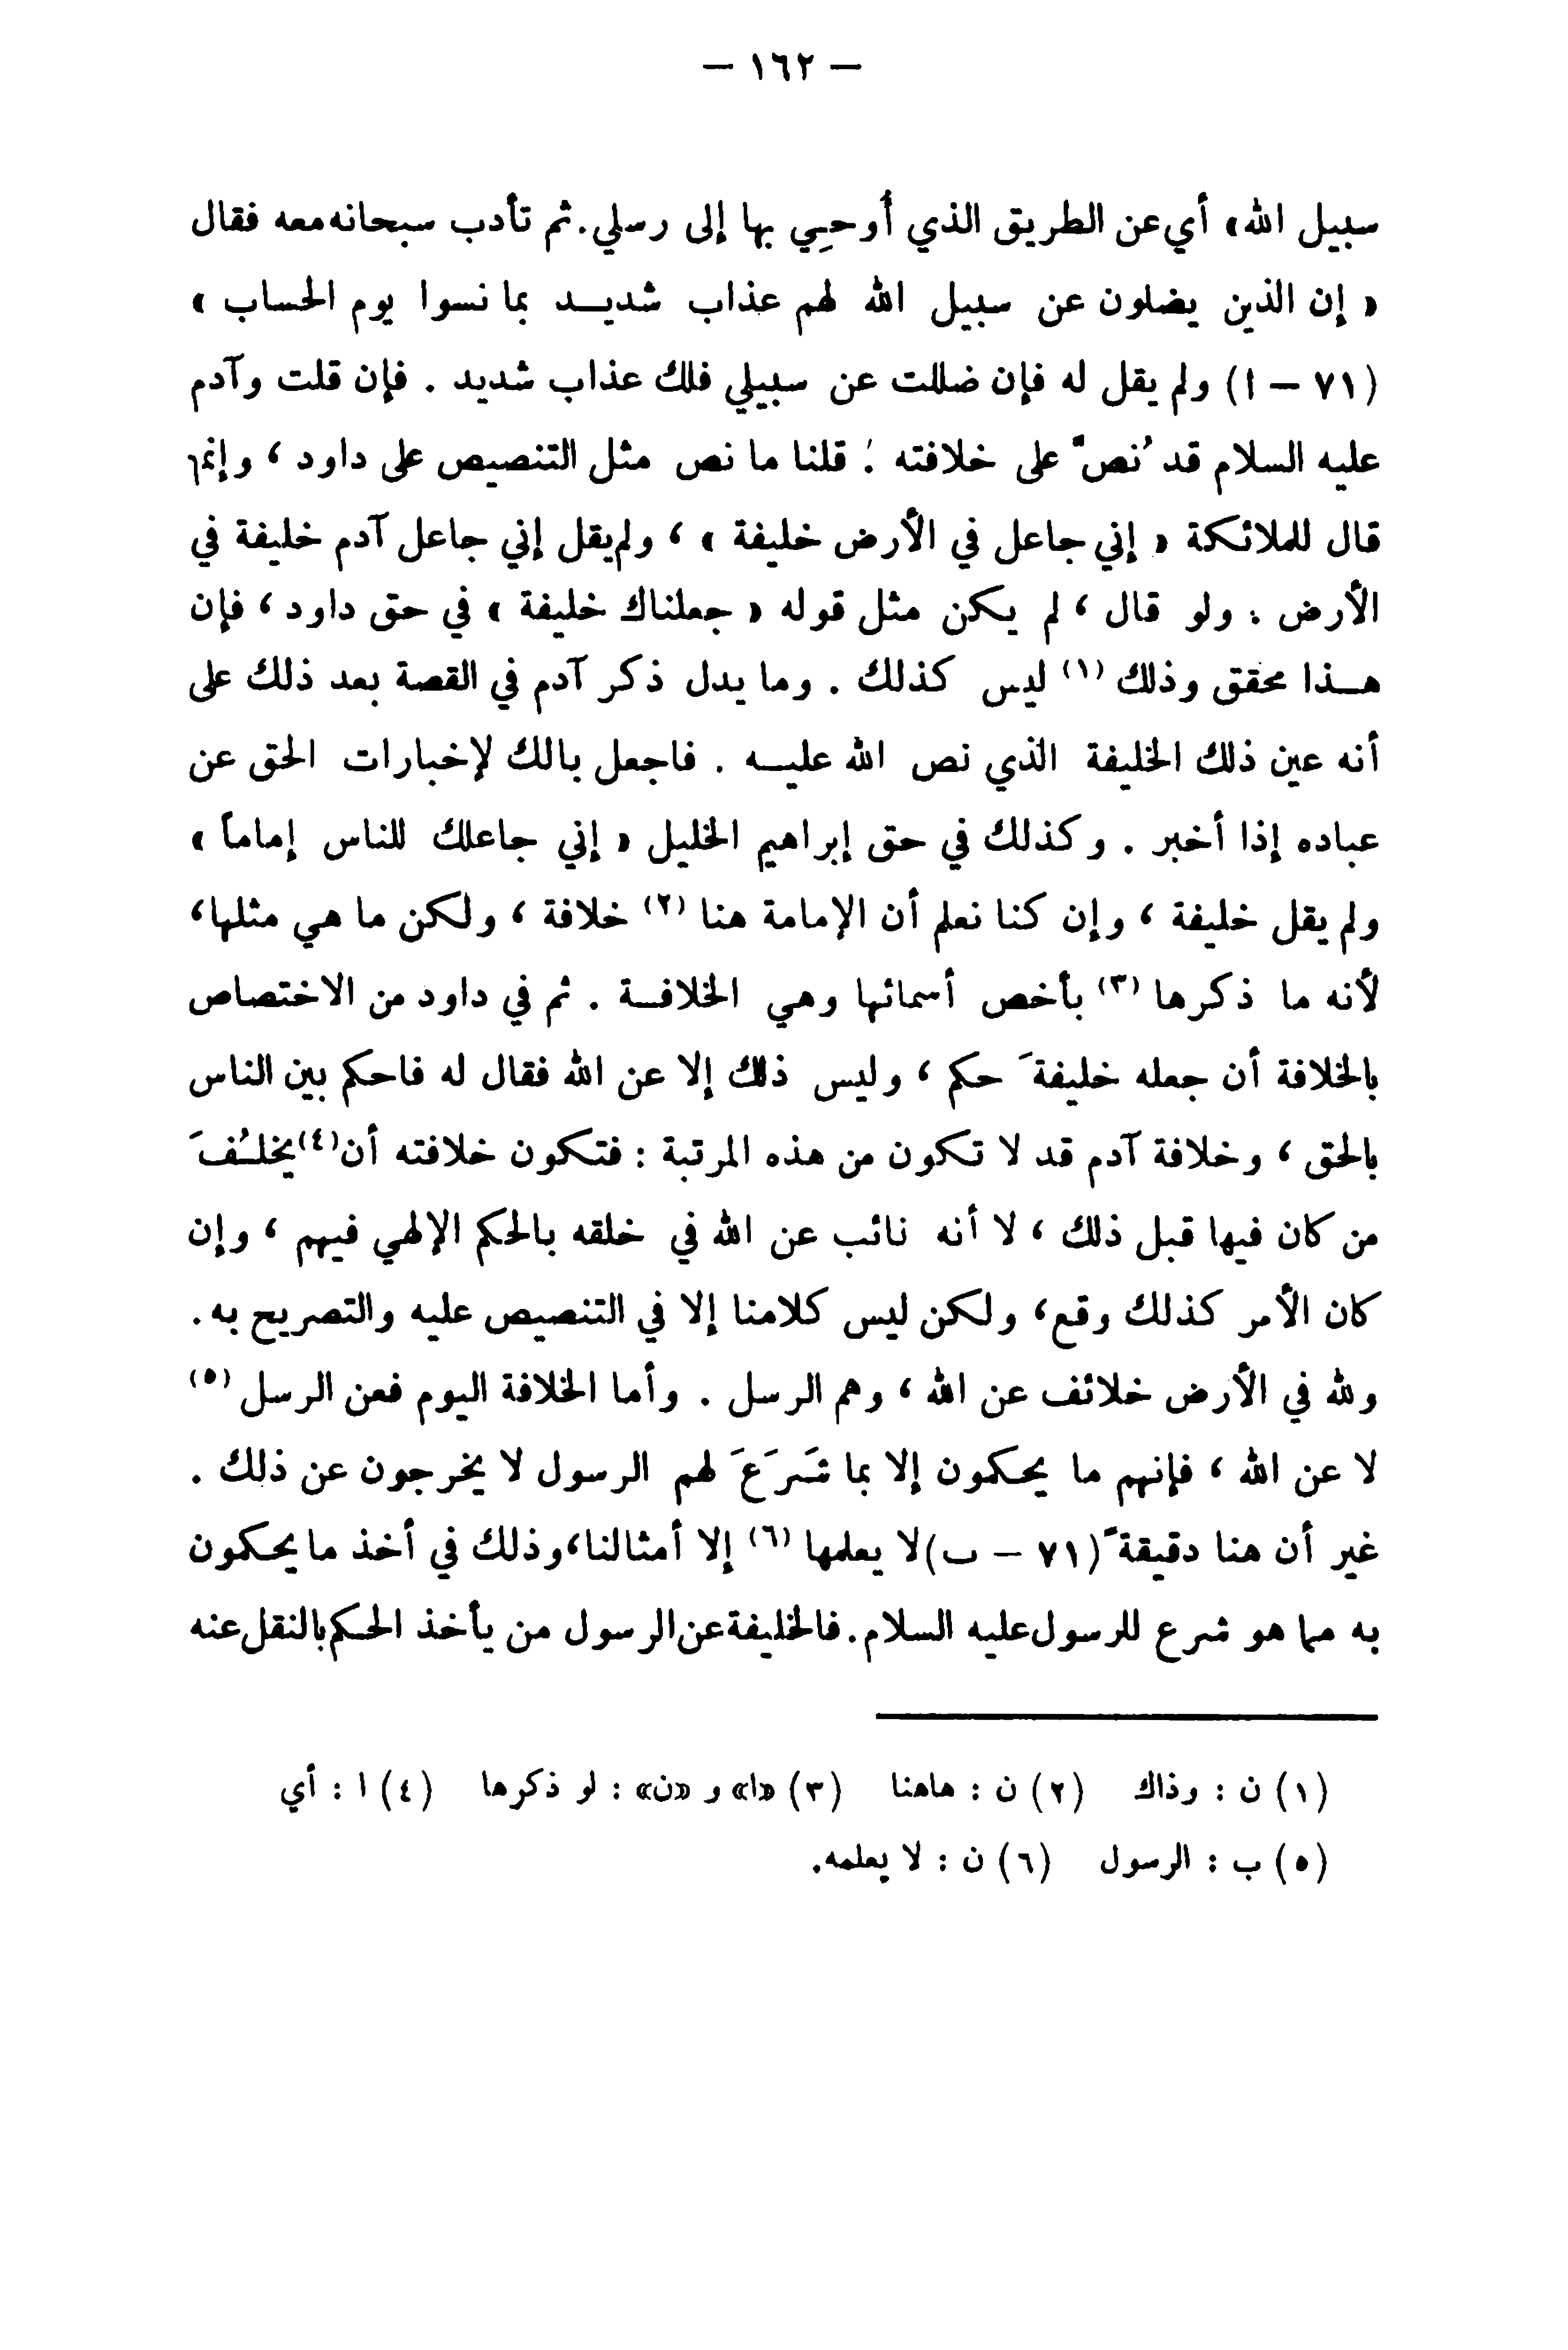 — ١٦٢ —
سبيل الله» أي عن الطريق الذي أُوحِي بها إلى رسلي. ثم تأدب سبحانه معه فقال
« إن الذين يضلون عن سبيل الله لهم عذاب شديـد بما نسوا يوم الحساب »
(٧١ – ا) ولم يقل له فإن ضللت عن سبيلي فلك عذاب شديد . فإن قلت وآدم
عليه السلام قد نُصَّ على خلافته ؛ قلنا ما نص مثل التنصيص على داود ، وإنما
قال للملائكة « إني جاعل في الأرض خليفة » ، ولم يقل إني جاعل آدم خليفة في
الأرض . ولو قال ، لم يكن مثل قوله « جعلناك خليفة » في حق داود ، فإن
هـذا محقق وذلك (١) ليس كذلك . وما يدل ذكر آدم في القصة بعد ذلك على
أنه عين ذلك الخليفة الذي نص الله عليـه . فاجعل بالك لإخبارات الحق عن
عباده إذا أخبر . وكذلك في حق إبراهيم الخليل « إني جاعلك للناس إماماً »
ولم يقل خليفة ، وإن كنا نعلم أن الإمامة هنا (٢) خلافة ، ولكن ما هي مثلها،
لأنه ما ذكرها (٣) بأخص أسمائها وهي الخلافـة . ثم في داود من الاختصاص
بالخلافة أن جعله خليفةَ حكم ، وليس ذلك إلا عن الله فقال له فاحكم بين الناس
بالحق ، وخلافة آدم قد لا تكون من هذه المرتبة : فتكون خلافته أن(٤) يخلُفَ
من كان فيها قبل ذلك ، لا أنه نائب عن الله في خلقه بالحكم الإلهي فيهم ، وإن
كان الأمر كذلك وقع، ولكن ليس كلامنا إلا في التنصيص عليه والتصريح به.
ولله في الأرض خلائف عن الله ، وهم الرسل . وأما الخلافة اليوم فعن الرسل (٥)
لا عن الله ، فإنهم ما يحكمون إلا بما شَرَعَ لهم الرسول لا يخرجون عن ذلك .
غير أن هنا دقيقةً (٧١ – ب) لا يعلمها (٦) إلا أمثالنا، وذلك في أخذ ما يحكمون
به مما هو شرع للرسول عليه السلام. فالخليفة عن الرسول من يأخذ الحكم بالنقل عنه
(١) ن : وذاك (٢) ن : هاهنا (٣) «ا» و «ن» : لو ذكرها (٤) ا : أي
(٥) ب : الرسول (٦) ن : لا يعلمه.